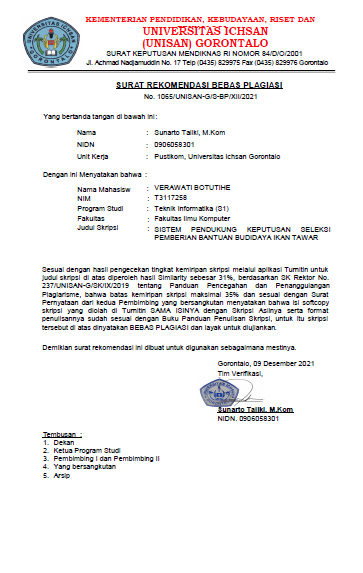 KEMENTERIAN PENDIDIKAN, KEBUDAYAAN, RISET DAN
UNIVERSITAS ICHSAN
(UNISAN) GORONTALO
SURAT KEPUTUSAN MENDIKNAS RI NOMOR 84/D/O/2001
Jl. Achmad Nadjamuddin No. 17 Telp (0435) 829975 Fax (0435) 829976 Gorontalo
SURAT REKOMENDASI BEBAS PLAGIASI
No. 1065/UNISAN-G/S-BP/XII/2021
Yang bertanda tangan di bawah ini :
Nama : Sunarto Taliki, M.Kom
NIDN : 0906058301
Unit Kerja : Pustikom, Universitas Ichsan Gorontalo
Dengan ini Menyatakan bahwa :
Nama Mahasisw : VERAWATI BOTUTIHE
NIM : T3117258
Program Studi : Teknik Informatika (S1)
Fakultas : Fakultas Ilmu Komputer
Judul Skripsi : SISTEM PENDUKUNG KEPUTUSAN SELEKSI
PEMBERIAN BANTUAN BUDIDAYA IKAN TAWAR
Sesuai dengan hasil pengecekan tingkat kemiripan skripsi melalui aplikasi Turnitin untuk
judul skripsi di atas diperoleh hasil Similarity sebesar 31%, berdasarkan SK Rektor No.
237/UNISAN-G/SK/IX/2019 tentang Panduan Pencegahan dan Penanggulangan
Plagiarisme, bahwa batas kemiripan skripsi maksimal 35% dan sesuai dengan Surat
Pernyataan dari kedua Pembimbing yang bersangkutan menyatakan bahwa isi softcopy
skripsi yang diolah di Turnitin SAMA ISINYA dengan Skripsi Aslinya serta format
penulisannya sudah sesuai dengan Buku Panduan Penulisan Skripsi, untuk itu skripsi
tersebut di atas dinyatakan BEBAS PLAGIASI dan layak untuk diujiankan.
Demikian surat rekomendasi ini dibuat untuk digunakan sebagaimana mestinya.
Gorontalo, 09 Desember 2021
Tim Verifikasi,
Sunarto Taliki, M.Kom
NIDN. 0906058301
Tembusan :
1. Dekan
2. Ketua Program Studi
3. Pembimbing I dan Pembimbing II
4. Yang bersangkutan
5. Arsip